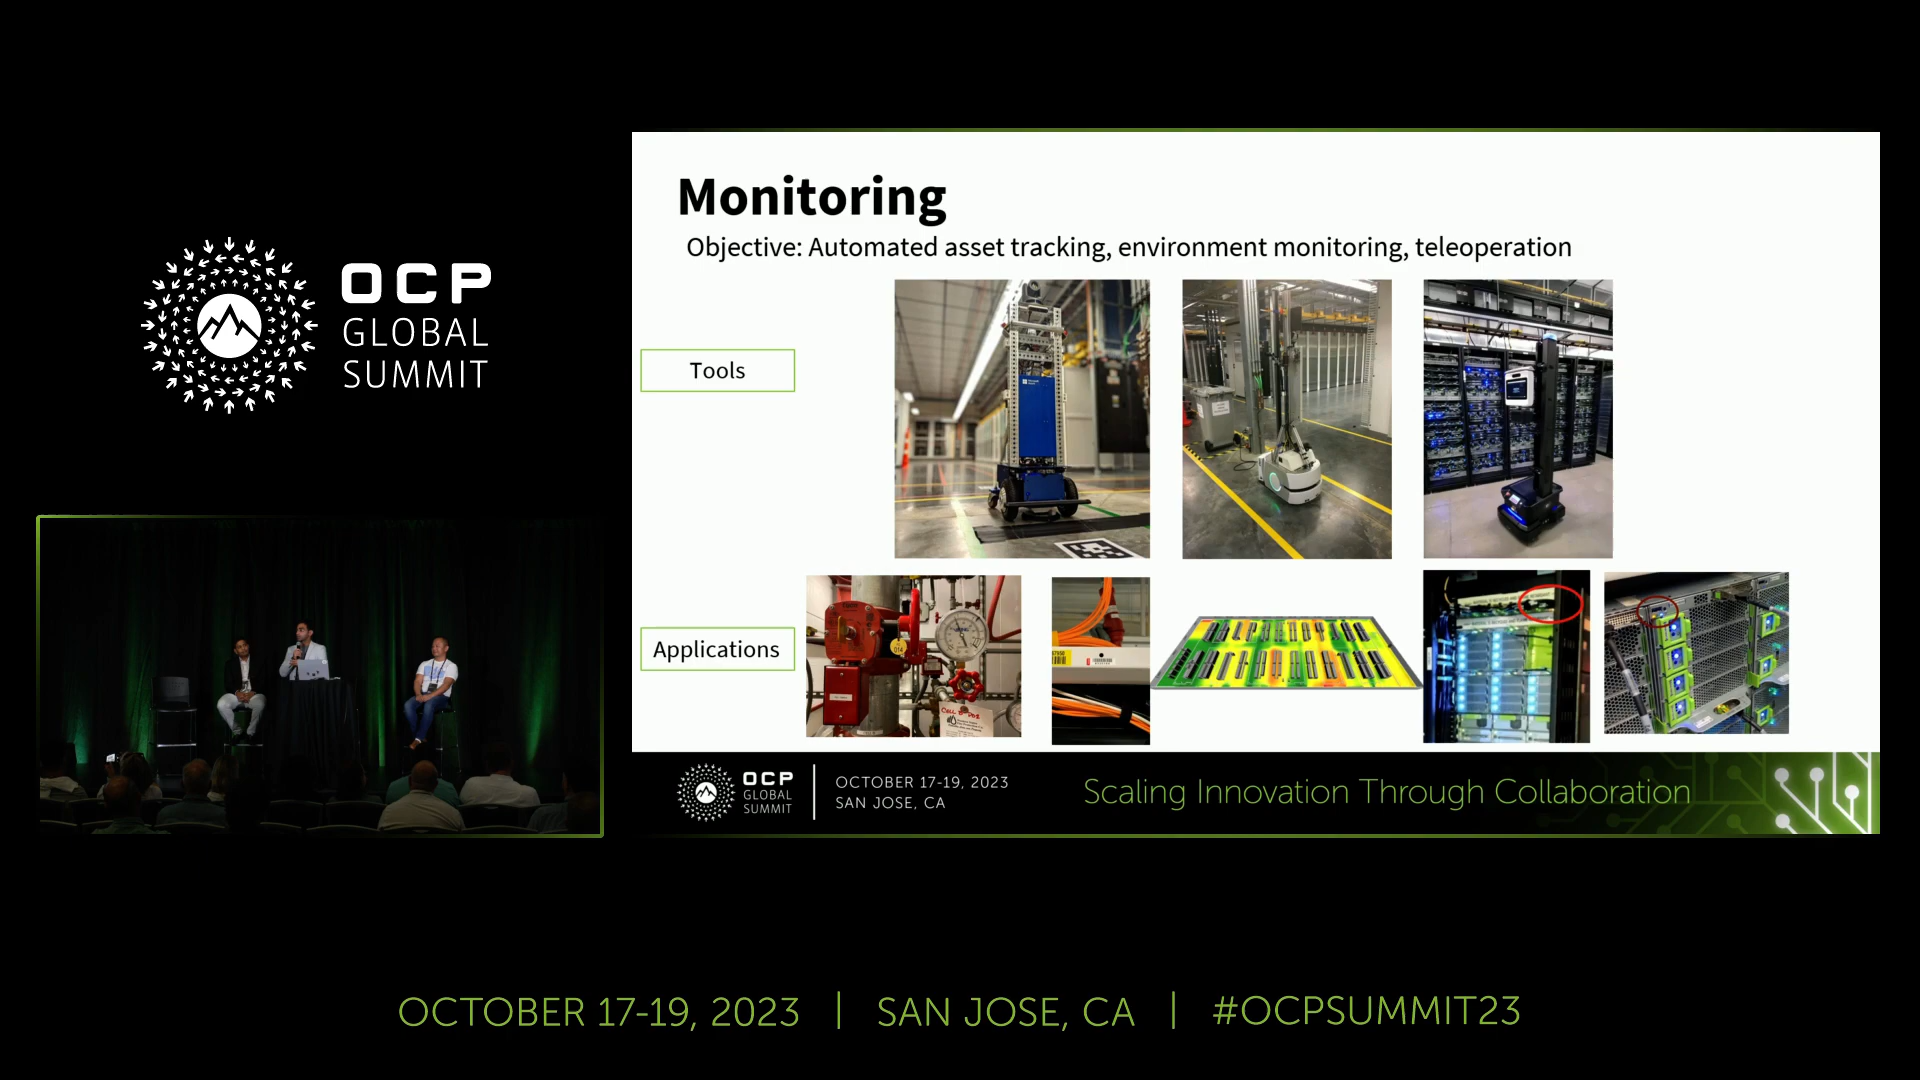 OCP
GLOBAL
SUMMIT
Monitoring
Objective: Automated asset tracking, environment monitoring, teleoperation
Tools
Applications
014
OCP
GLOBAL
SUMMIT
OCTOBER 17-19, 2023
SAN JOSE, CA
Scaling Innovation Through Collaboration
OCTOBER 17-19, 2023 | SAN JOSE, CA | #OCPSUMMIT23